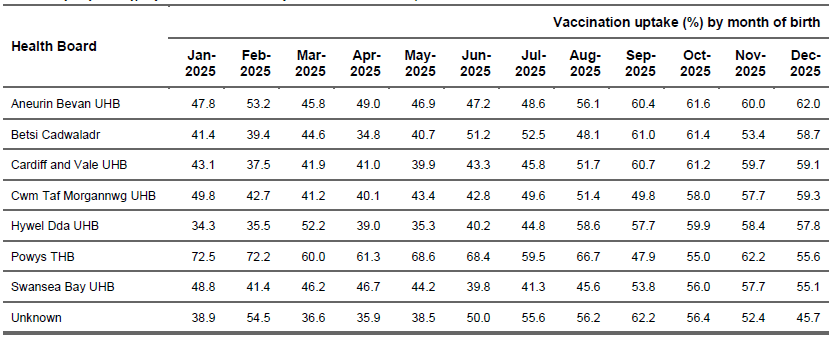 Vaccination uptake (%) by month of birth
Health Board Jan-2025 Feb-2025 Mar-2025 Apr-2025 May-2025 Jun-2025 Jul-2025 Aug-2025 Sep-2025 Oct-2025 Nov-2025 Dec-2025
Aneurin Bevan UHB 47.8 53.2 45.8 49.0 46.9 47.2 48.6 56.1 60.4 61.6 60.0 62.0
Betsi Cadwaladr 41.4 39.4 44.6 34.8 40.7 51.2 52.5 48.1 61.0 61.4 53.4 58.7
Cardiff and Vale UHB 43.1 37.5 41.9 41.0 39.9 43.3 45.8 51.7 60.7 61.2 59.7 59.1
Cwm Taf Morgannwg UHB 49.8 42.7 41.2 40.1 43.4 42.8 49.6 51.4 49.8 58.0 57.7 59.3
Hywel Dda UHB 34.3 35.5 52.2 39.0 35.3 40.2 44.8 58.6 57.7 59.9 58.4 57.8
Powys THB 72.5 72.2 60.0 61.3 68.6 68.4 59.5 66.7 47.9 55.0 62.2 55.6
Swansea Bay UHB 48.8 41.4 46.2 46.7 44.2 39.8 41.3 45.6 53.8 56.0 57.7 55.1
Unknown 38.9 54.5 36.6 35.9 38.5 50.0 55.6 56.2 62.2 56.4 52.4 45.7